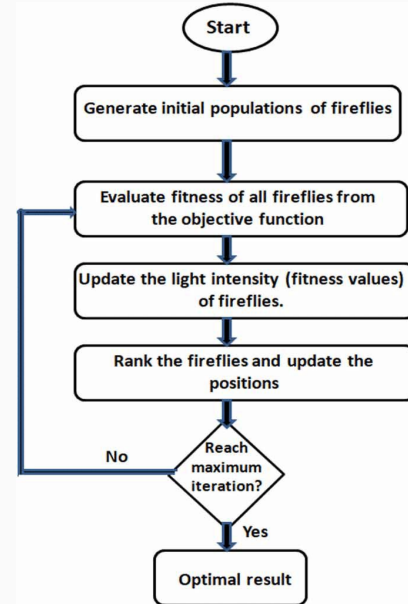 Start
Generate initial populations of fireflies
Evaluate fitness of all fireflies from
the objective function
Update the light intensity (fitness values)
of fireflies.
Rank the fireflies and update the
positions
Reach
maximum
iteration?
No
Yes
Optimal result